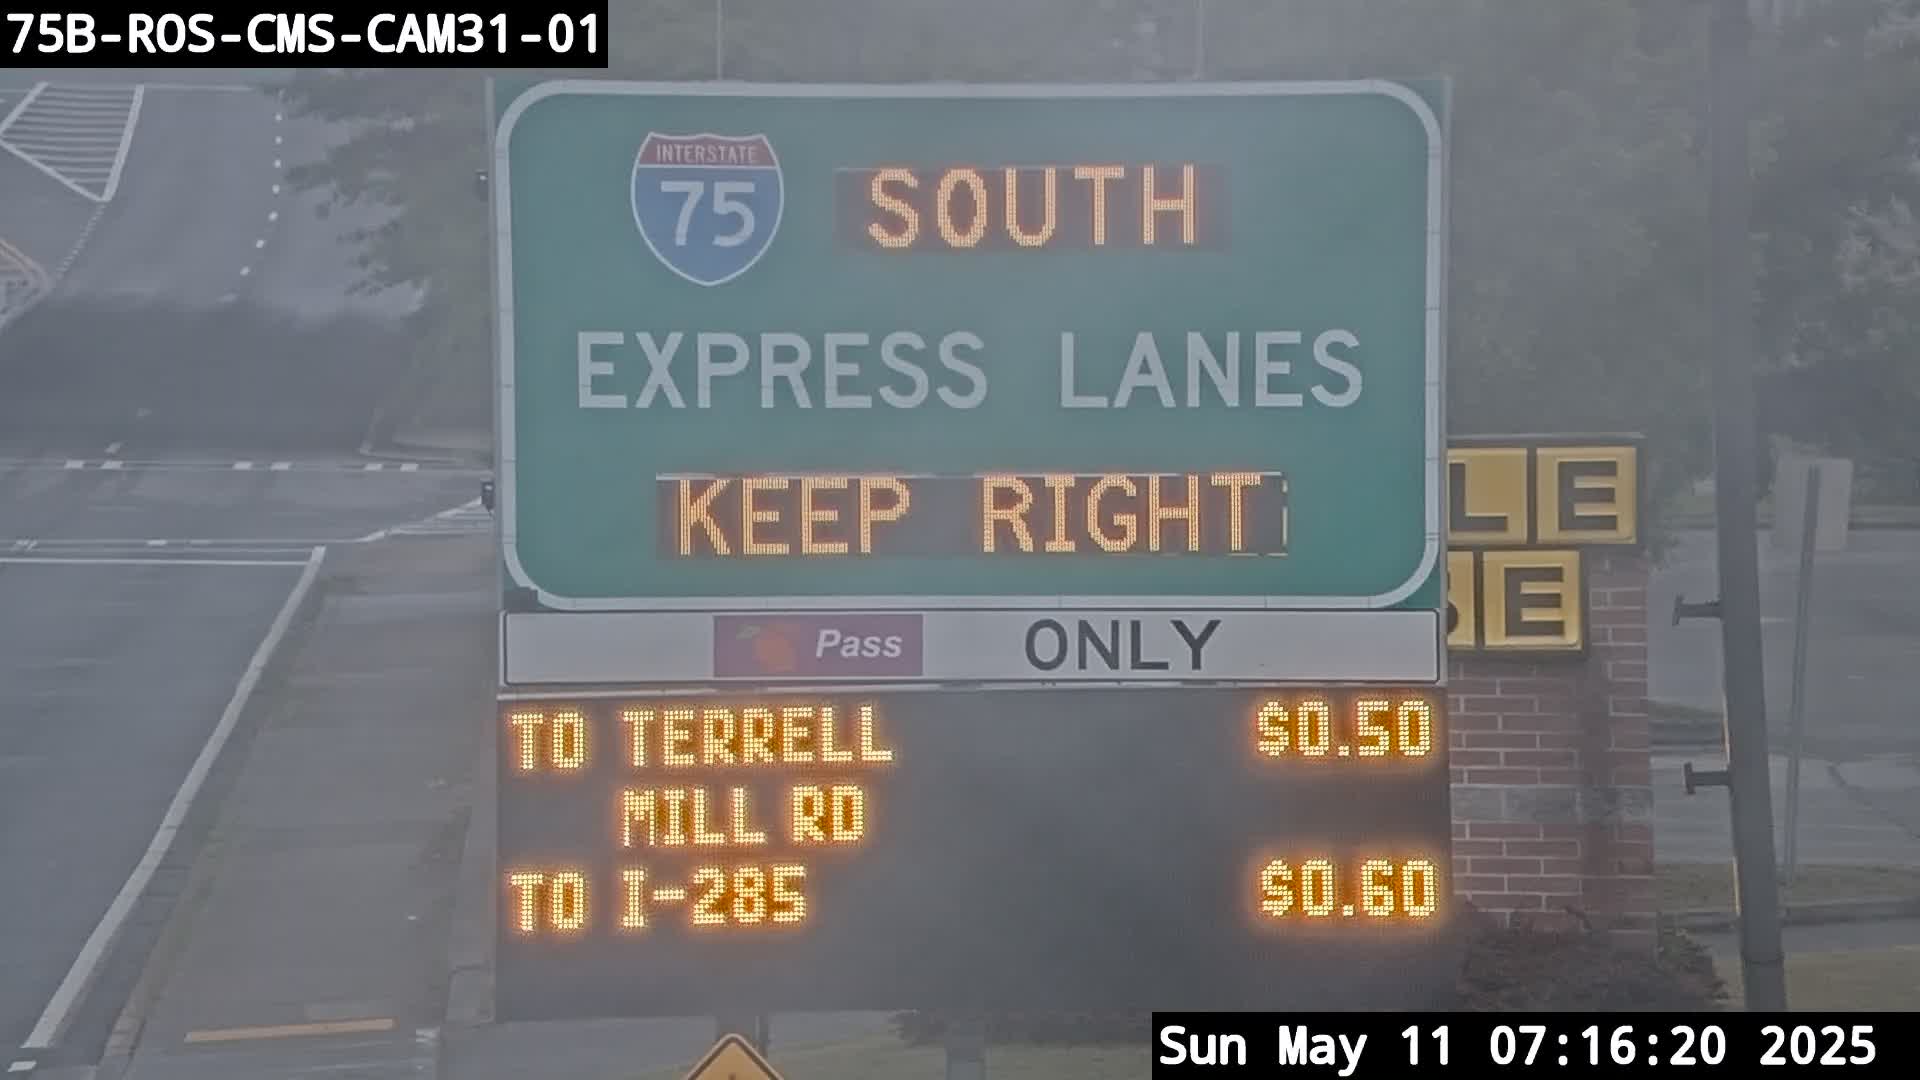 75B-ROS-CMS-CAM31-01
INTERSTATE
75
SOUTH
EXPRESS LANES
KEEP RIGHT
Pass ONLY
TO TERRELL $0.50
MILL RD
TO I-285 $0.60
LE
E
Sun May 11 07:16:20 2025